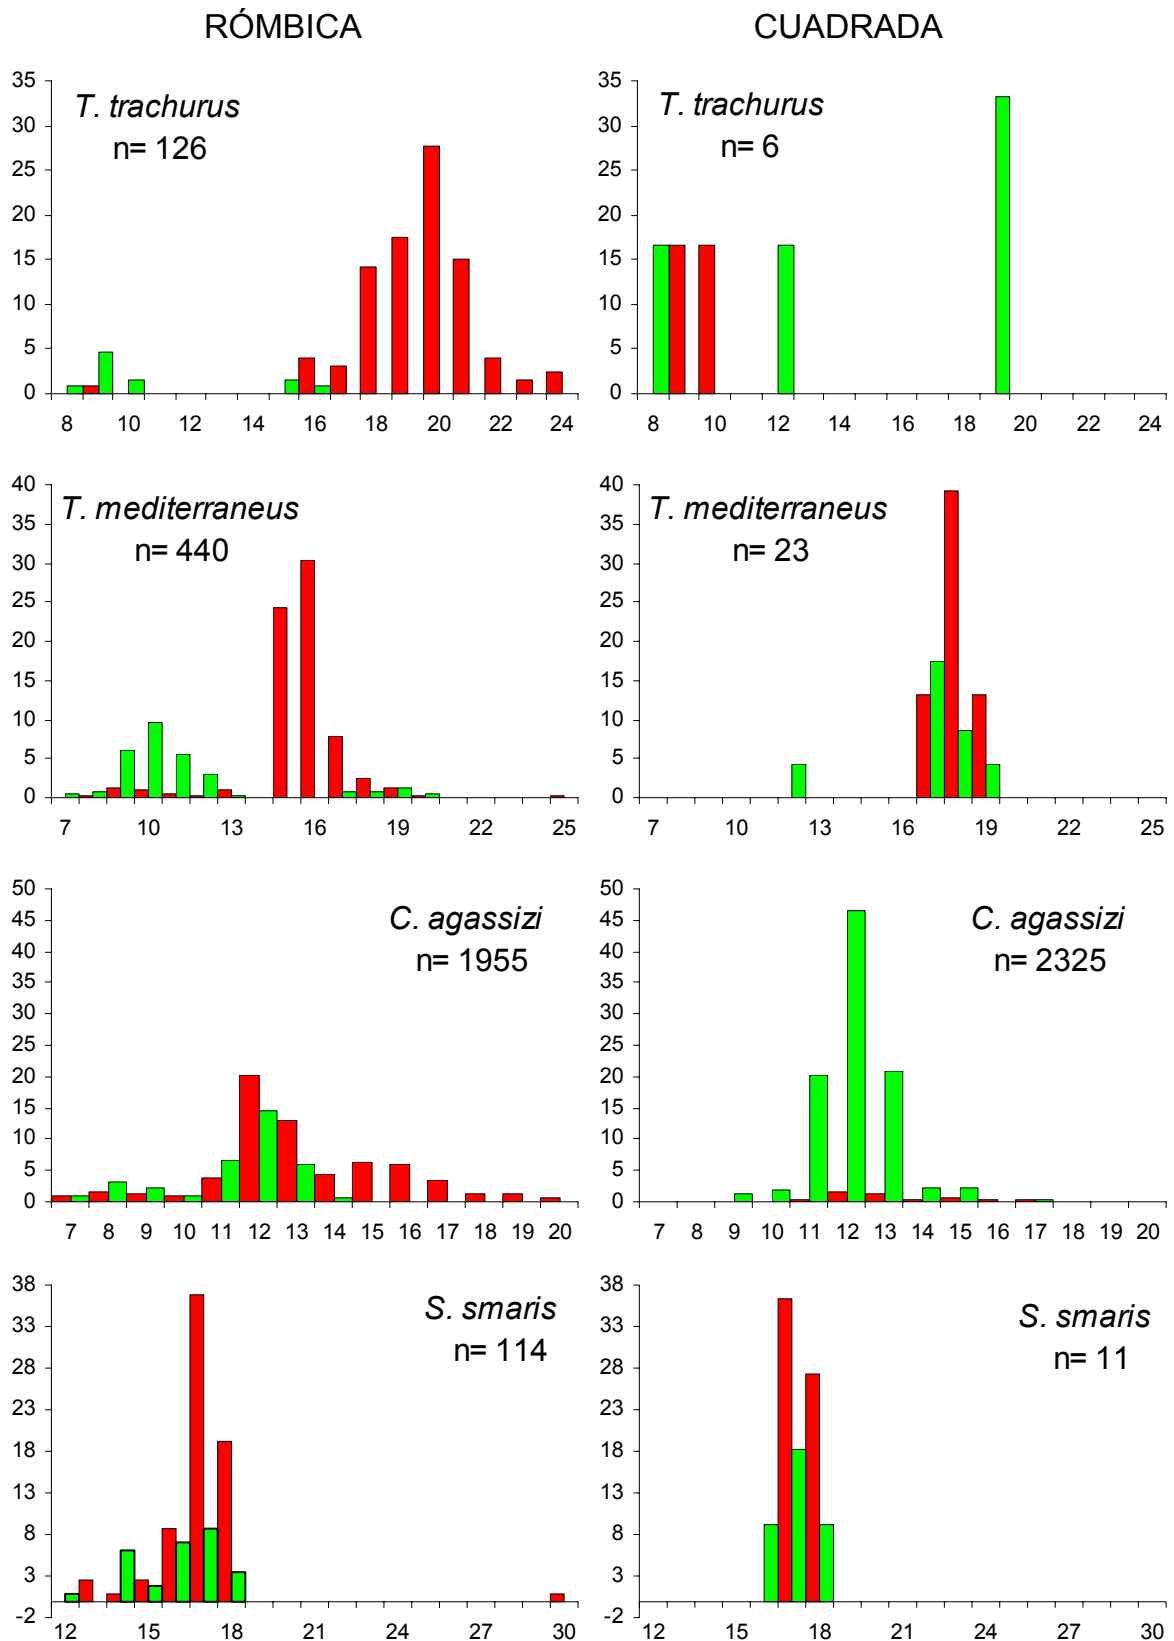 RÓMBICA
CUADRADA
T. trachurus
n= 126
35
30
25
20
15
10
5
0
8 10 12 14 16 18 20 22 24
T. trachurus
n= 6
35
30
25
20
15
10
5
0
8 10 12 14 16 18 20 22 24
T. mediterraneus
n= 440
40
35
30
25
20
15
10
5
0
7 10 13 16 19 22 25
T. mediterraneus
n= 23
40
35
30
25
20
15
10
5
0
7 10 13 16 19 22 25
C. agassizi
n= 1955
50
45
40
35
30
25
20
15
10
5
0
7 8 9 10 11 12 13 14 15 16 17 18 19 20
C. agassizi
n= 2325
50
45
40
35
30
25
20
15
10
5
0
7 8 9 10 11 12 13 14 15 16 17 18 19 20
S. smaris
n= 114
38
33
28
23
18
13
8
3
-2
12 15 18 21 24 27 30
S. smaris
n= 11
38
33
28
23
18
13
8
3
-2
12 15 18 21 24 27 30